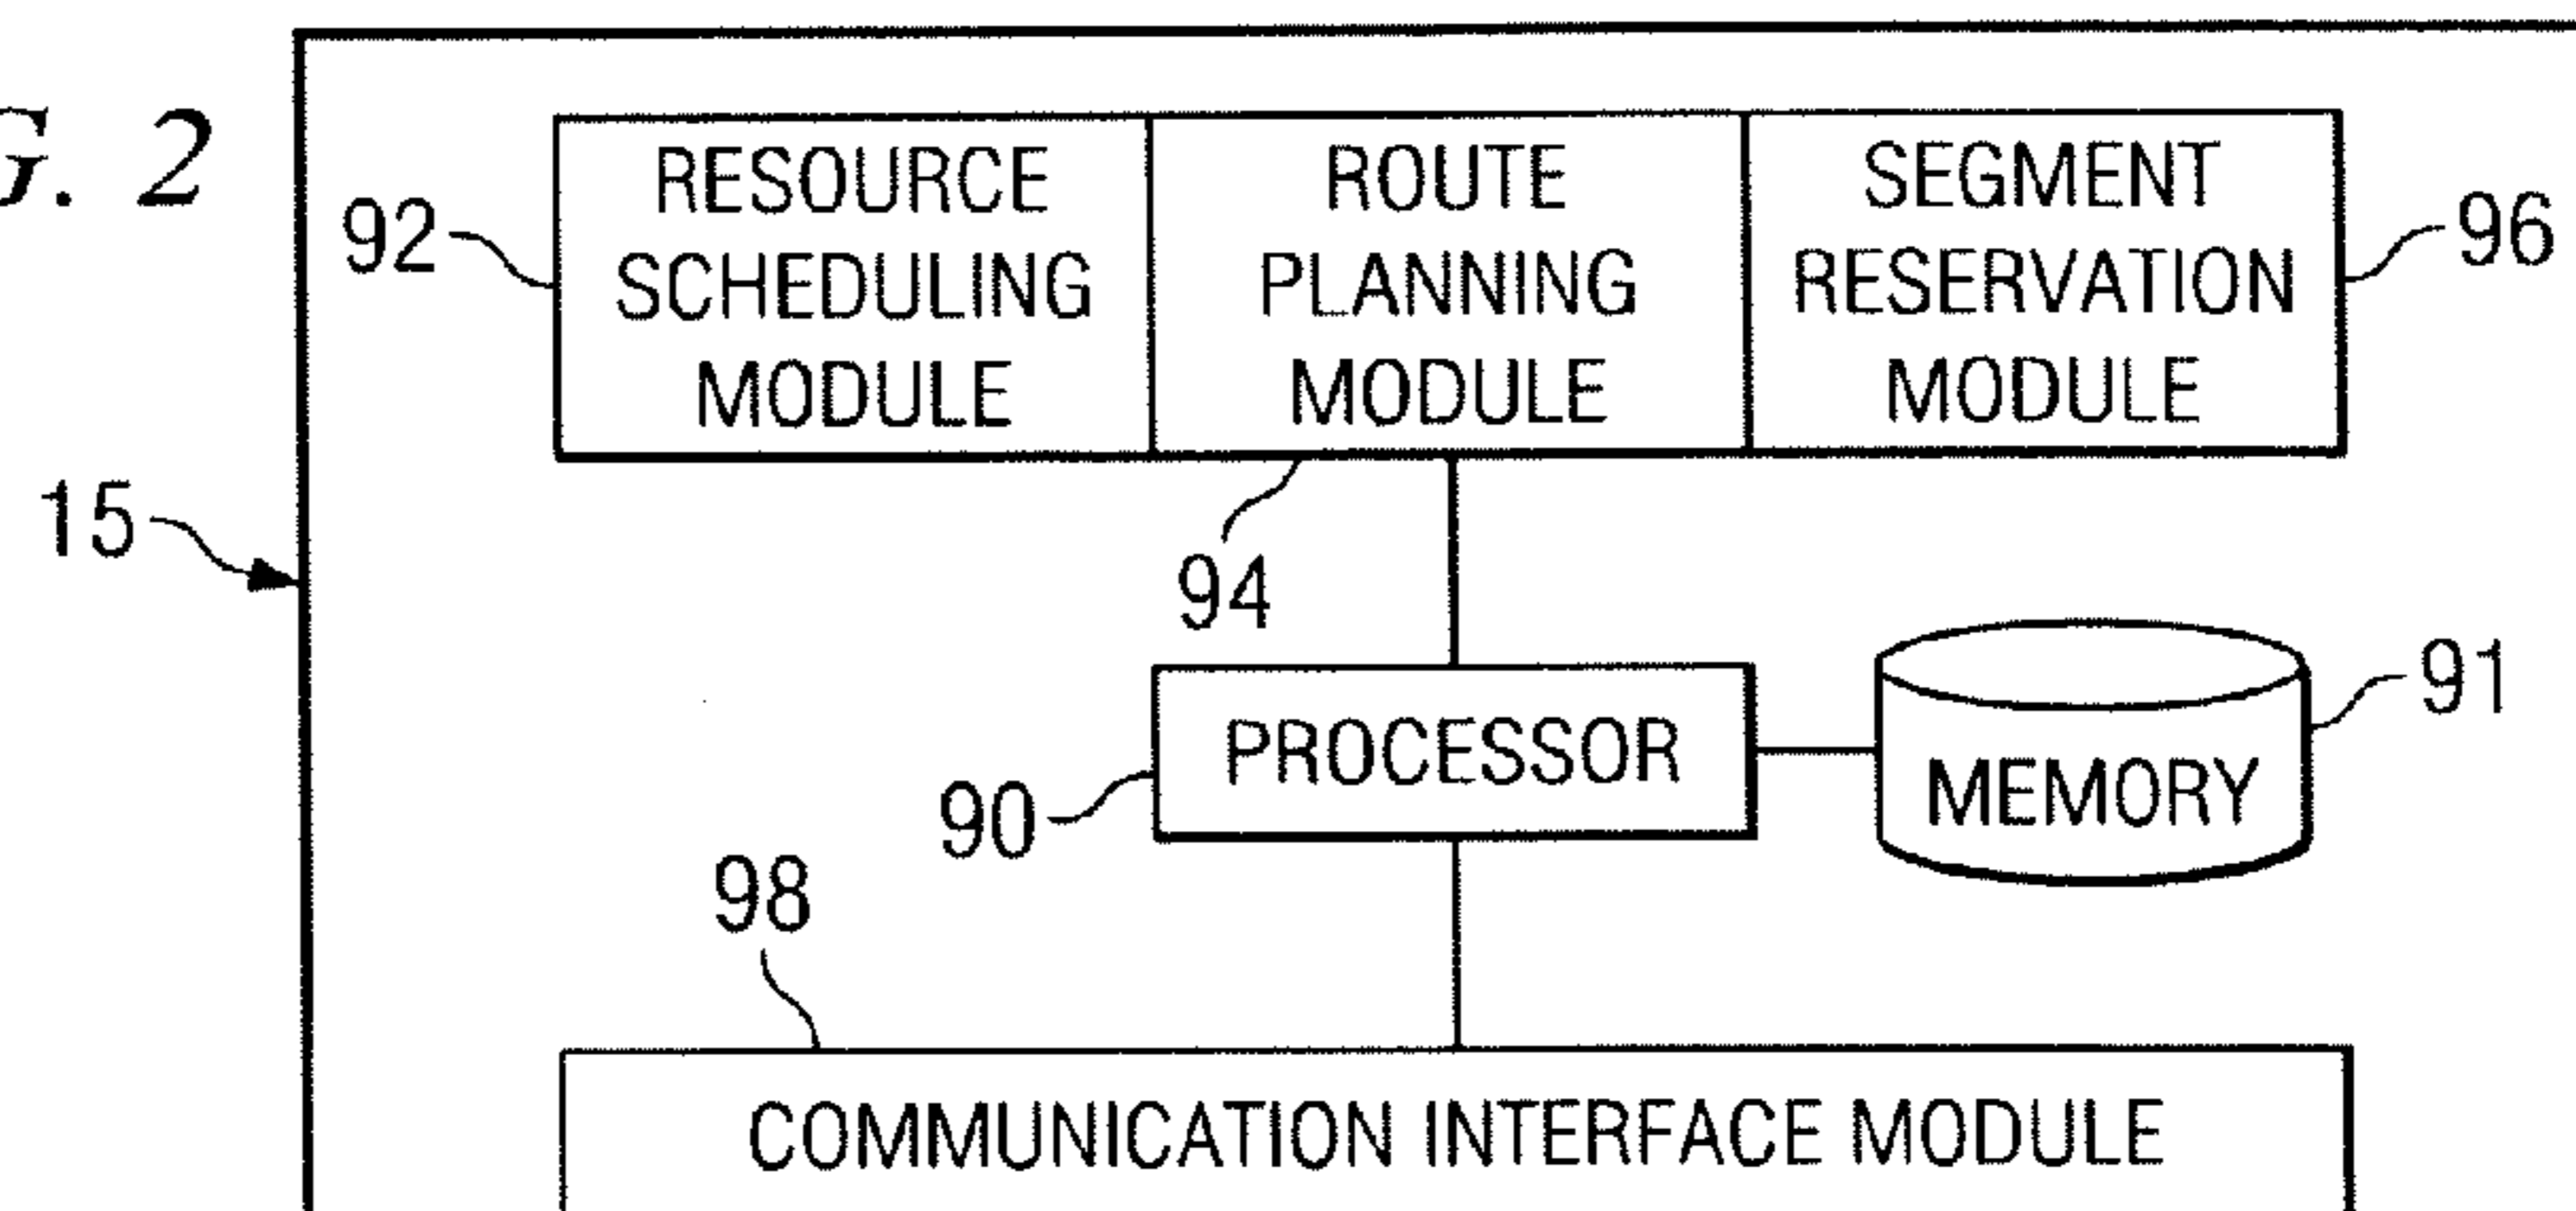 G. 2
RESOURCE
SCHEDULING
MODULE
ROUTE
PLANNING
MODULE
SEGMENT
RESERVATION
MODULE
92
96
15
94
PROCESSOR
MEMORY
91
90
98
COMMUNICATION INTERFACE MODULE